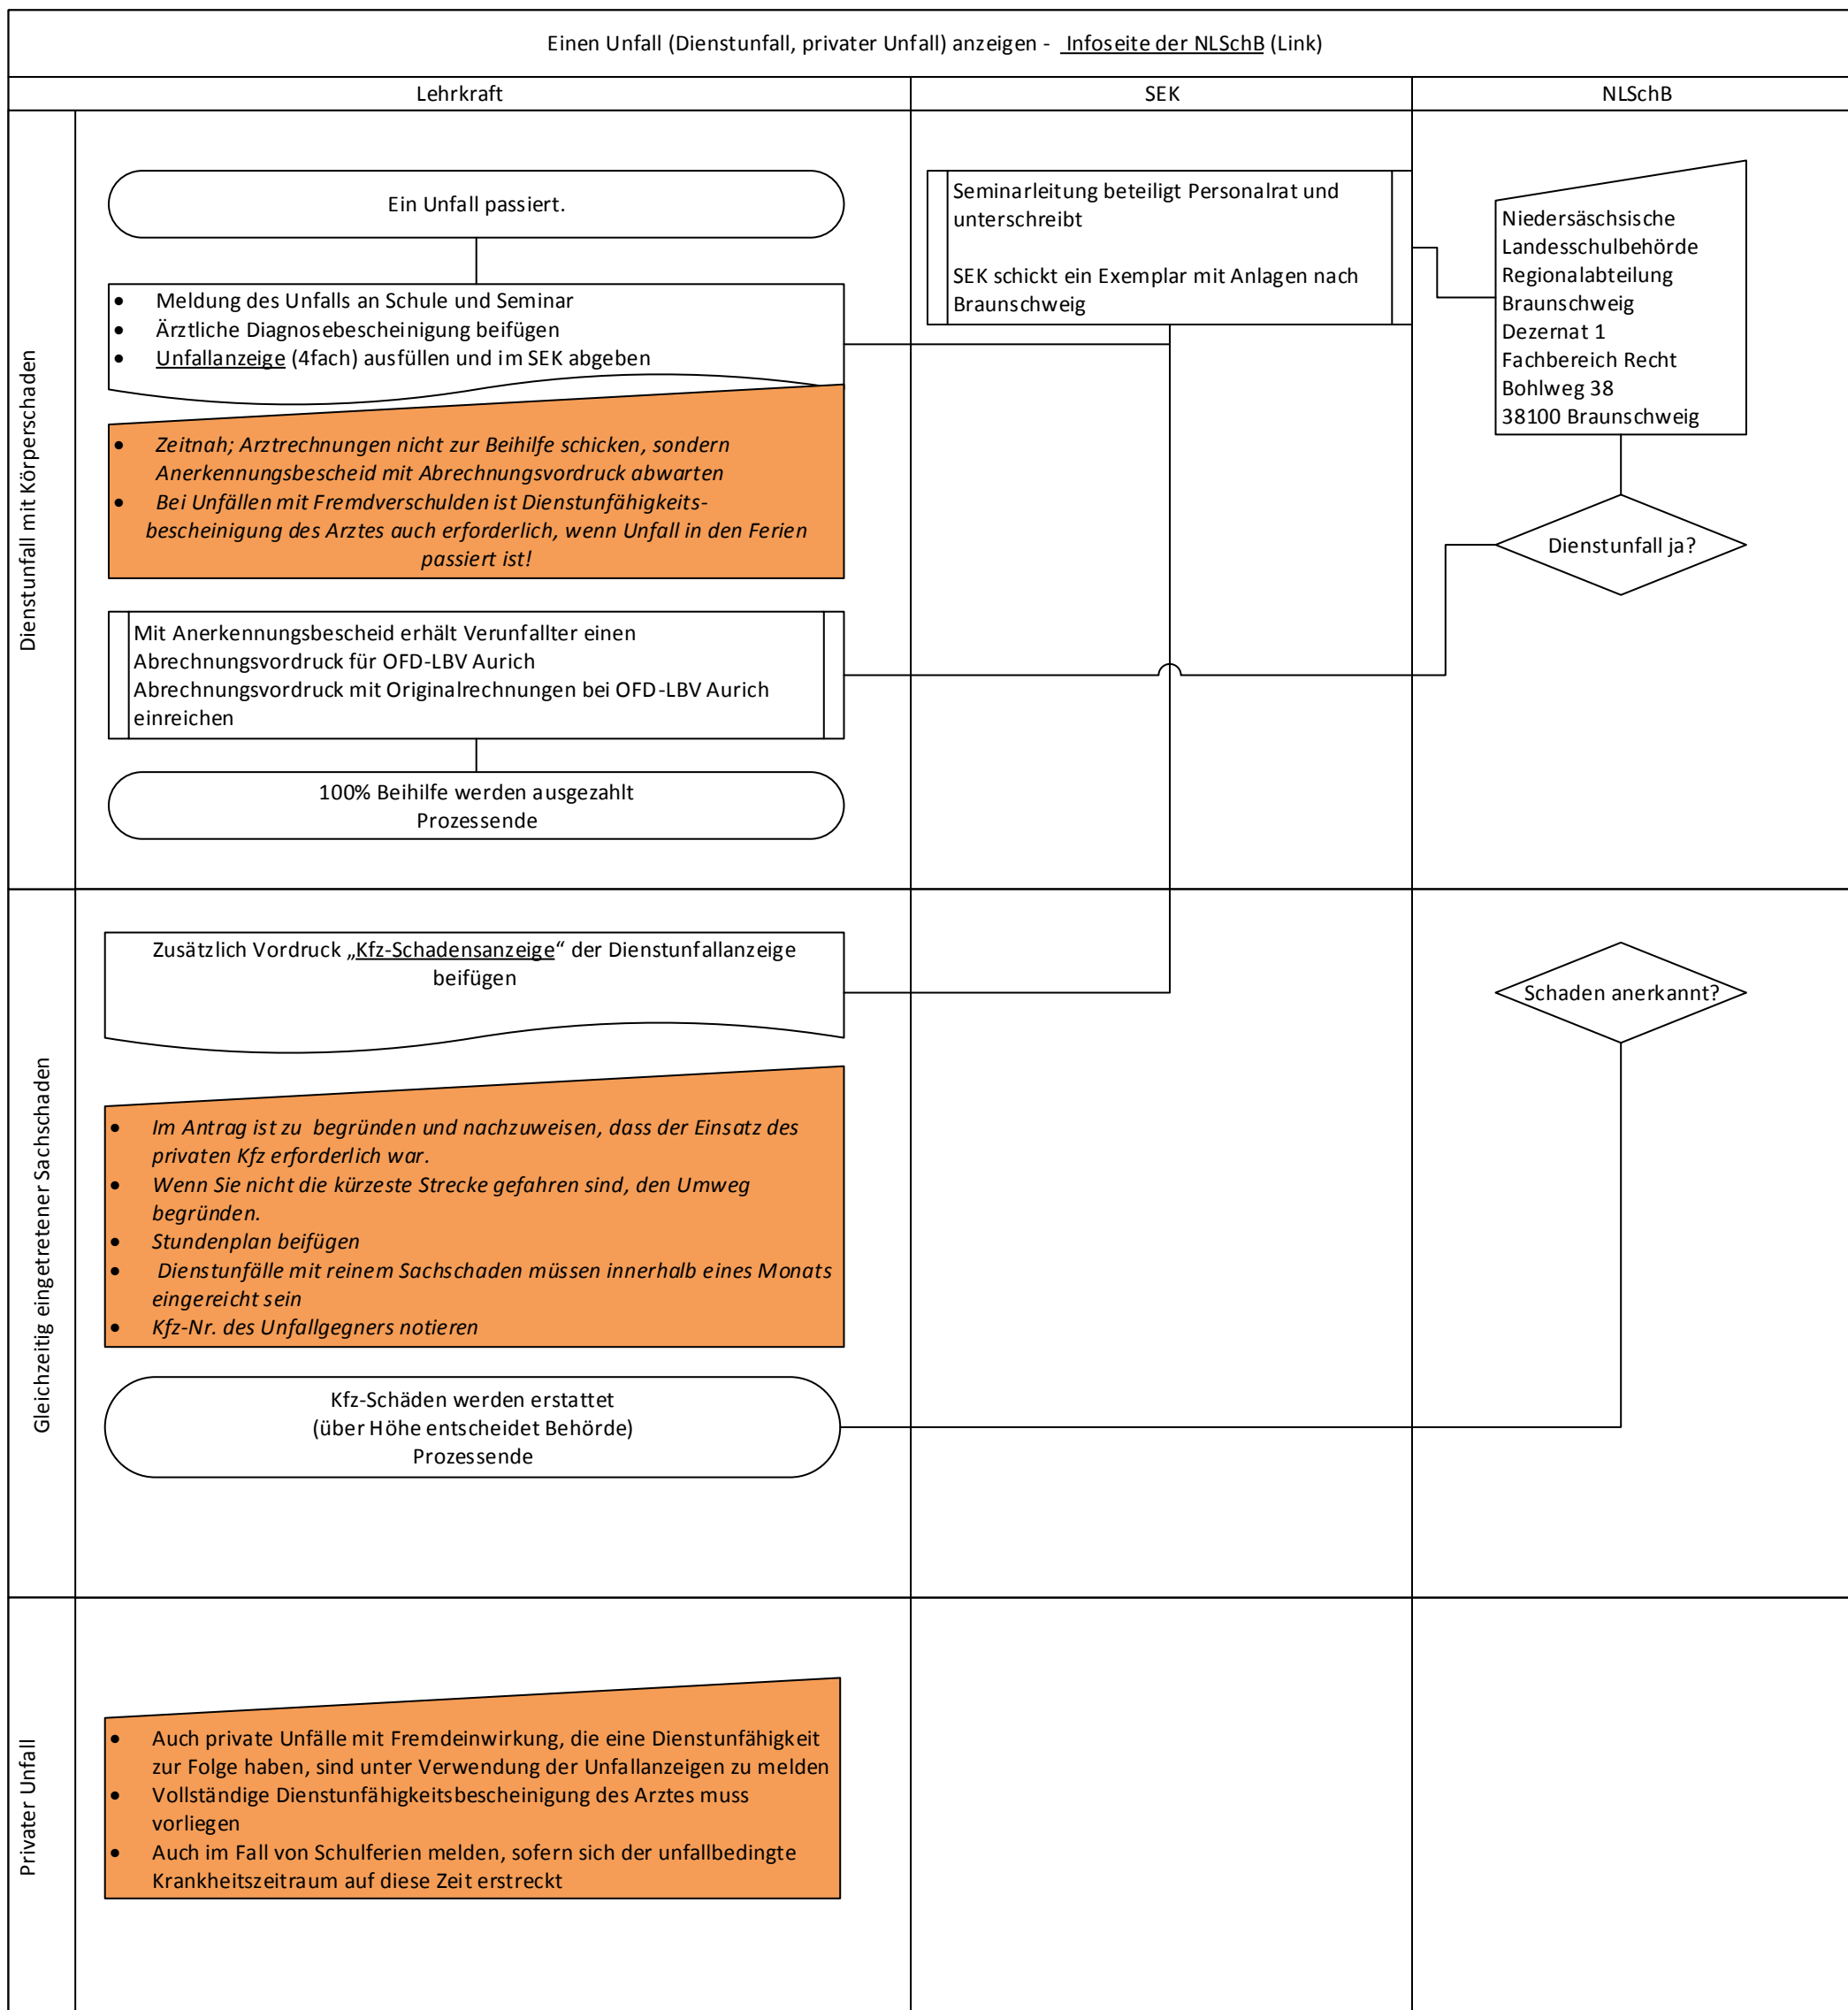 Einen Unfall (Dienstunfall, privater Unfall) anzeigen - Infoseite der NLSchB (Link)
Lehrkraft
SEK
NLSchB
Dienstunfall mit Körperschaden
Ein Unfall passiert.
• Meldung des Unfalls an Schule und Seminar
• Ärztliche Diagnosebescheinigung beifügen
• Unfallanzeige (4fach) ausfüllen und im SEK abgeben
• Zeitnah; Arztrechnungen nicht zur Beihilfe schicken, sondern
Anerkennungsbescheid mit Abrechnungsvordruck abwarten
• Bei Unfällen mit Fremdverschulden ist Dienstunfähigkeits-
bescheinigung des Arztes auch erforderlich, wenn Unfall in den Ferien
passiert ist!
Mit Anerkennungsbescheid erhält Verunfallter einen
Abrechnungsvordruck für OFD-LBV Aurich
Abrechnungsvordruck mit Originalrechnungen bei OFD-LBV Aurich
einreichen
100% Beihilfe werden ausgezahlt
Prozessende
Seminarleitung beteiligt Personalrat und
unterschreibt
SEK schickt ein Exemplar mit Anlagen nach
Braunschweig
Niedersäschsische
Landesschulbehörde
Regionalabteilung
Braunschweig
Dezernat 1
Fachbereich Recht
Bohlweg 38
38100 Braunschweig
Dienstunfall ja?
Gleichzeitig eingetretener Sachschaden
Zusätzlich Vordruck „Kfz-Schadensanzeige“ der Dienstunfallanzeige
beifügen
• Im Antrag ist zu begründen und nachzuweisen, dass der Einsatz des
privaten Kfz erforderlich war.
• Wenn Sie nicht die kürzeste Strecke gefahren sind, den Umweg
begründen.
• Stundenplan beifügen
• Dienstunfälle mit reinem Sachschaden müssen innerhalb eines Monats
eingereicht sein
• Kfz-Nr. des Unfallgegners notieren
Kfz-Schäden werden erstattet
(über Höhe entscheidet Behörde)
Prozessende
Schaden anerkannt?
Privater Unfall
• Auch private Unfälle mit Fremdeinwirkung, die eine Dienstunfähigkeit
zur Folge haben, sind unter Verwendung der Unfallanzeigen zu melden
• Vollständige Dienstunfähigkeitsbescheinigung des Arztes muss
vorliegen
• Auch im Fall von Schulferien melden, sofern sich der unfallbedingte
Krankheitszeitraum auf diese Zeit erstreckt